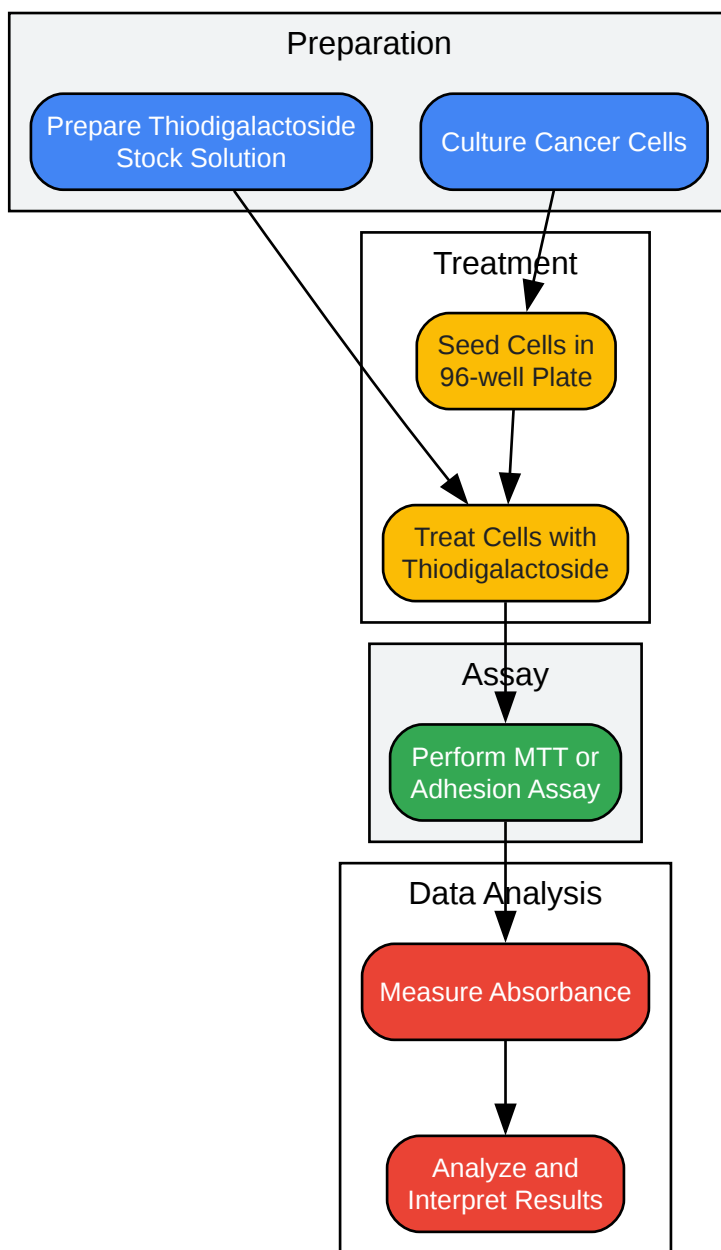 Preparation
Prepare Thiodigalactoside
Stock Solution
Culture Cancer Cells
Treatment
Seed Cells in
96-well Plate
Treat Cells with
Thiodigalactoside
Assay
Perform MTT or
Adhesion Assay
Data Analysis
Measure Absorbance
Analyze and
Interpret Results